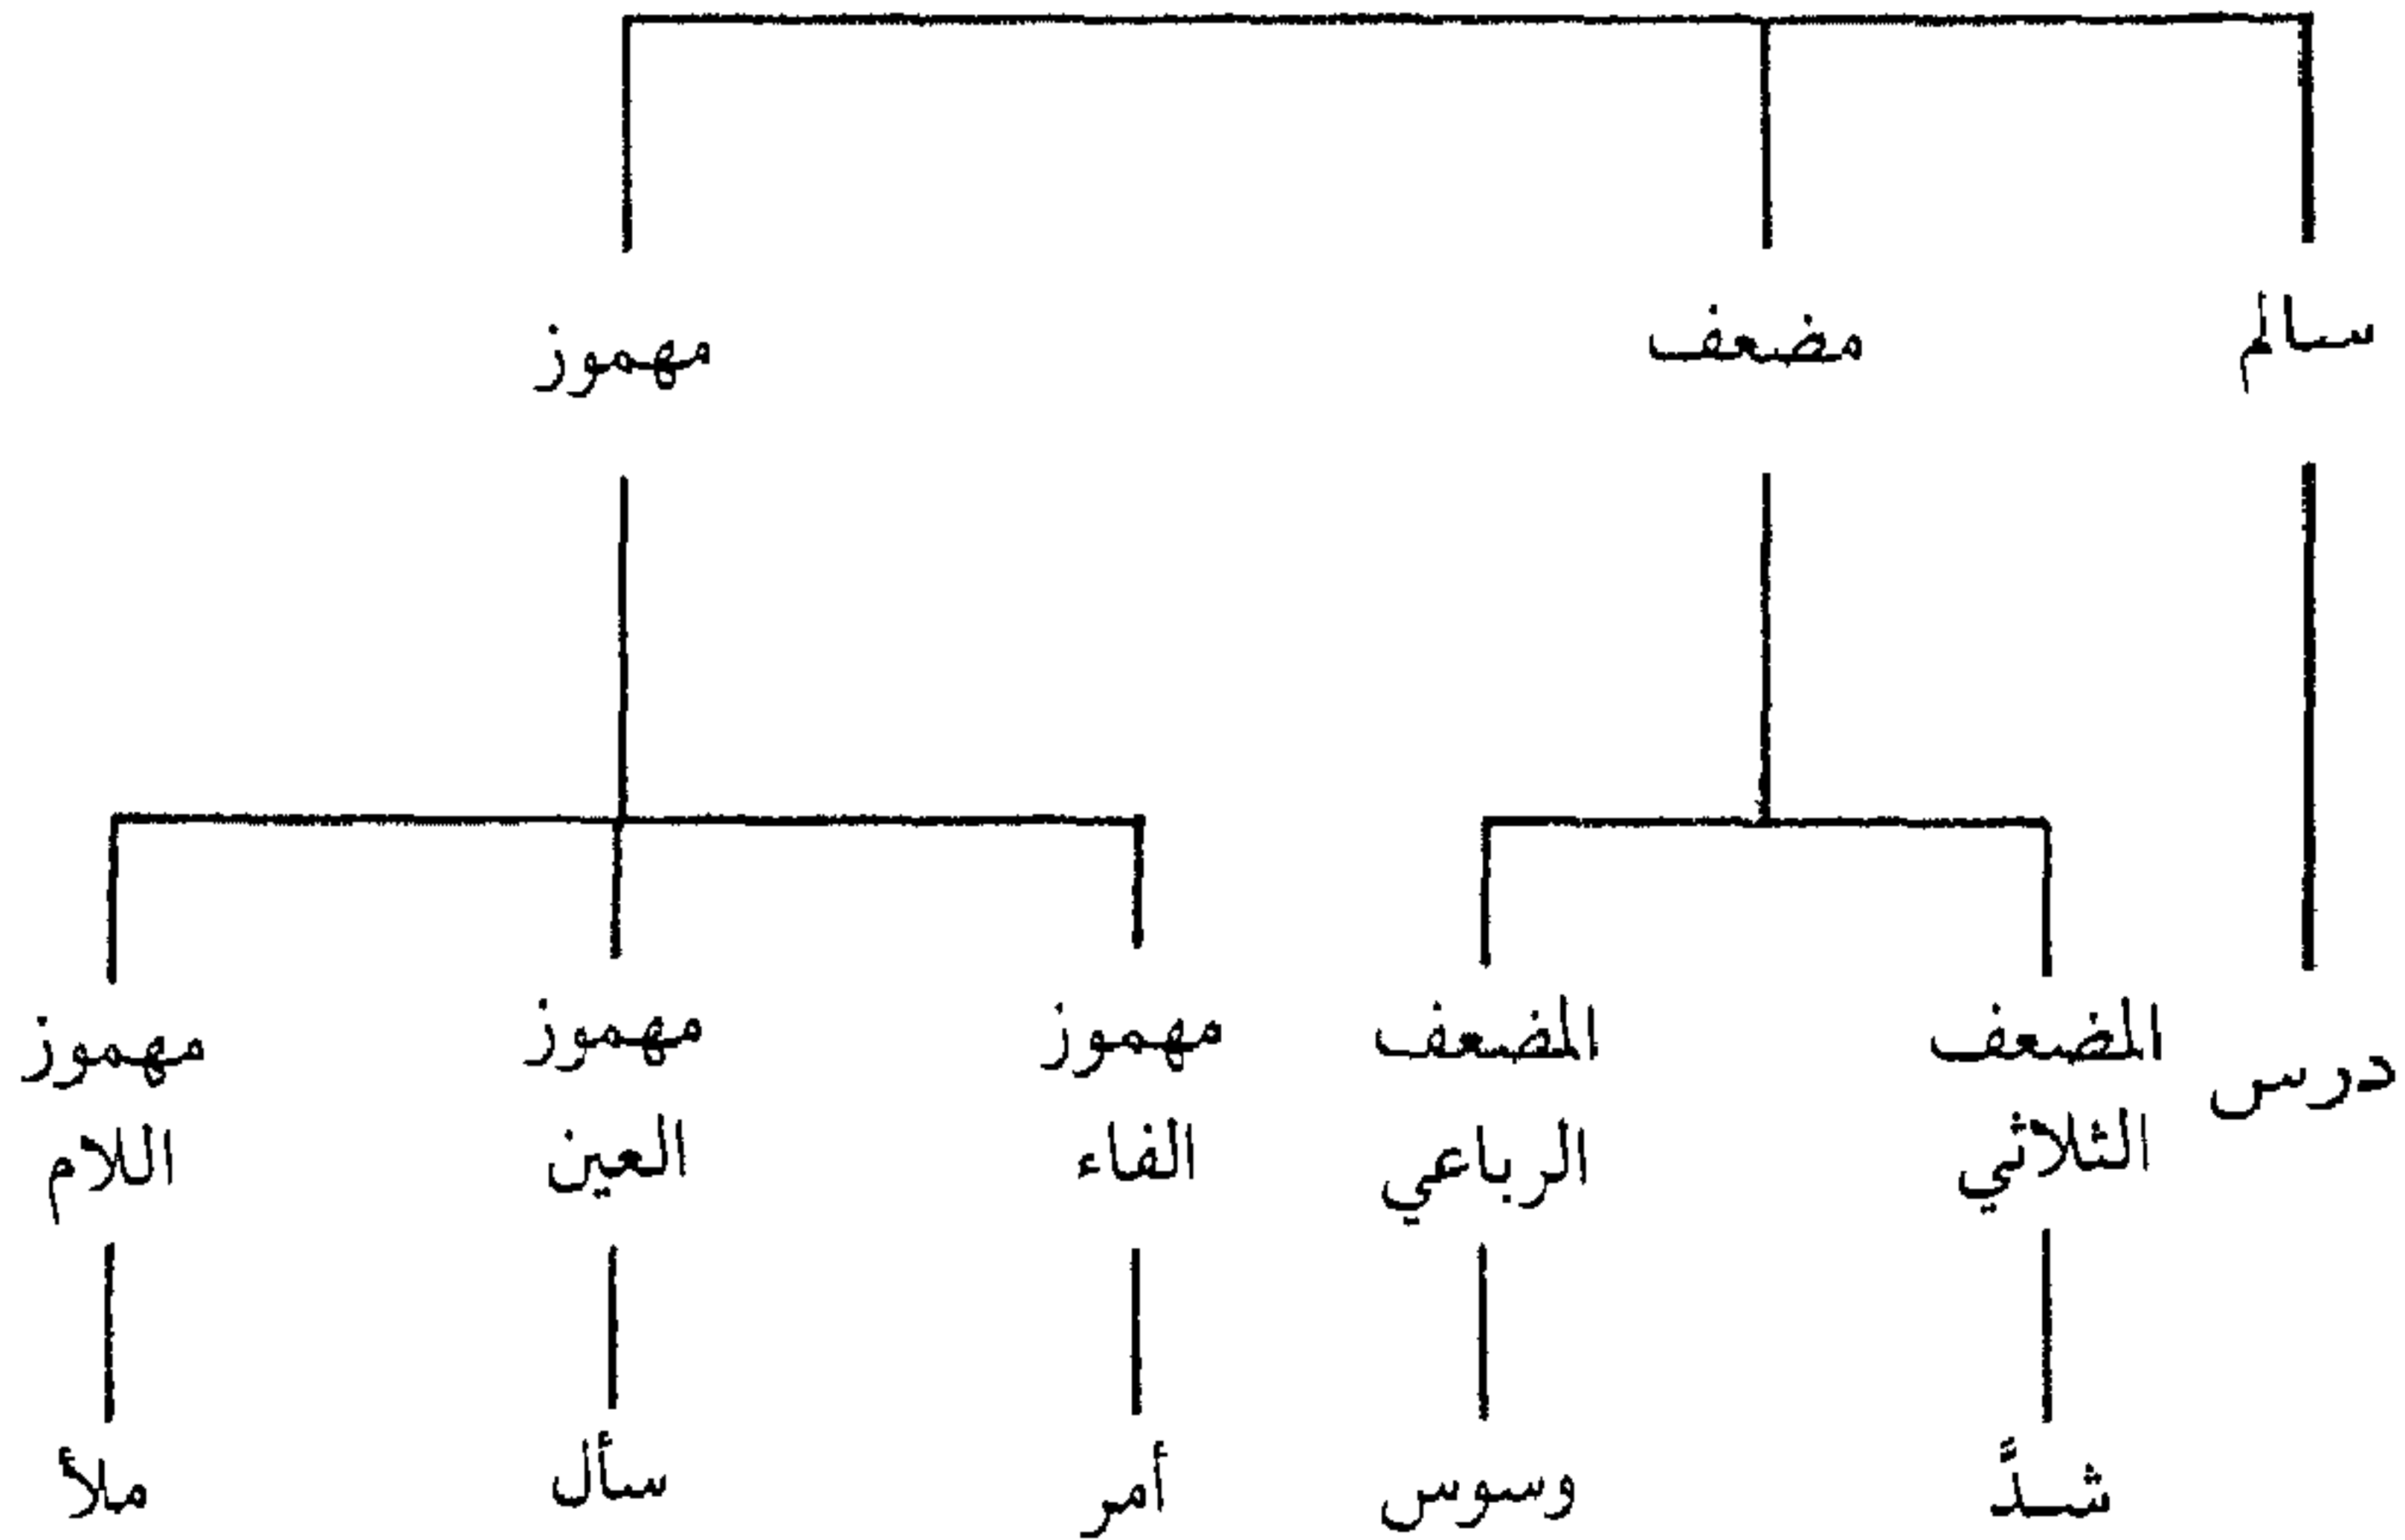 سالم
مضعف
مهموز
درس
المضعف
الثلاثي
المضعف
الرباعي
مهموز
الفاء
مهموز
العين
مهموز
اللام
شدّ
وسوس
أمر
سأل
ملأ